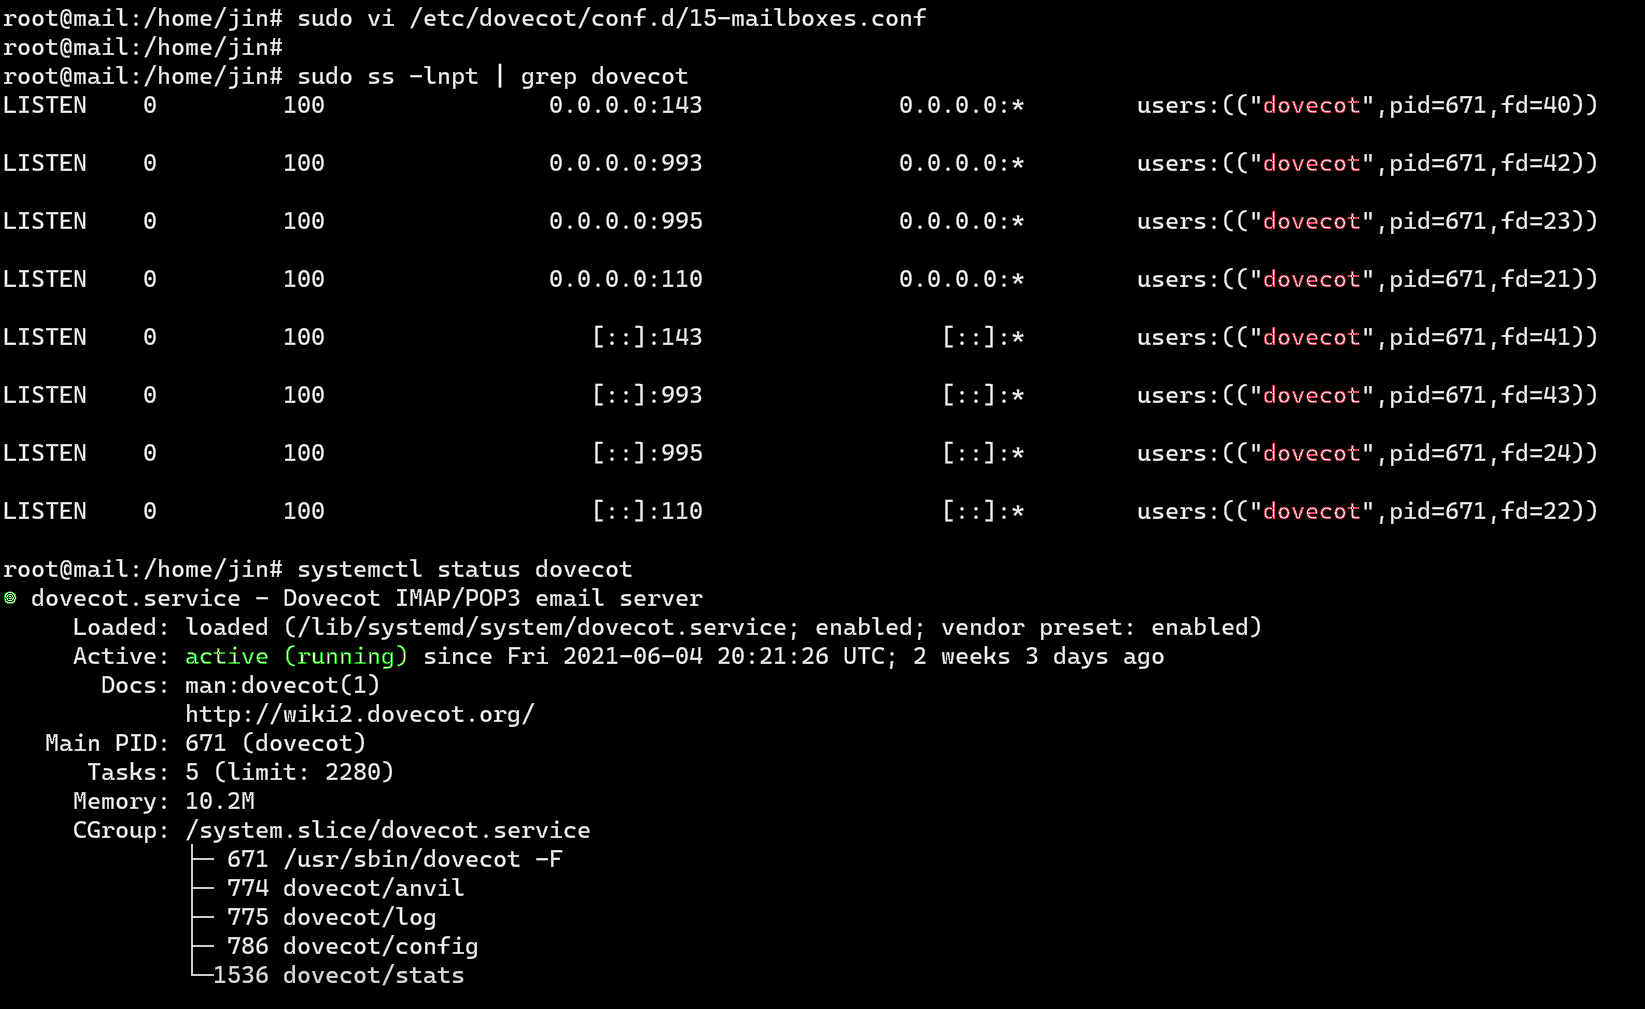 root@mail:/home/jin# sudo vi /etc/dovecot/conf.d/15-mailboxes.conf
root@mail:/home/jin#
root@mail:/home/jin# sudo ss -lnpt | grep dovecot
LISTEN    0         100                0.0.0.0:143              0.0.0.0:*        users:(("dovecot",pid=671,fd=40))
LISTEN    0         100                0.0.0.0:993              0.0.0.0:*        users:(("dovecot",pid=671,fd=42))
LISTEN    0         100                0.0.0.0:995              0.0.0.0:*        users:(("dovecot",pid=671,fd=23))
LISTEN    0         100                0.0.0.0:110              0.0.0.0:*        users:(("dovecot",pid=671,fd=21))
LISTEN    0         100                   [::]:143                 [::]:*        users:(("dovecot",pid=671,fd=41))
LISTEN    0         100                   [::]:993                 [::]:*        users:(("dovecot",pid=671,fd=43))
LISTEN    0         100                   [::]:995                 [::]:*        users:(("dovecot",pid=671,fd=24))
LISTEN    0         100                   [::]:110                 [::]:*        users:(("dovecot",pid=671,fd=22))
root@mail:/home/jin# systemctl status dovecot
● dovecot.service - Dovecot IMAP/POP3 email server
     Loaded: loaded (/lib/systemd/system/dovecot.service; enabled; vendor preset: enabled)
     Active: active (running) since Fri 2021-06-04 20:21:26 UTC; 2 weeks 3 days ago
       Docs: man:dovecot(1)
             http://wiki2.dovecot.org/
   Main PID: 671 (dovecot)
      Tasks: 5 (limit: 2280)
     Memory: 10.2M
     CGroup: /system.slice/dovecot.service
             ├─ 671 /usr/sbin/dovecot -F
             ├─ 774 dovecot/anvil
             ├─ 775 dovecot/log
             ├─ 786 dovecot/config
             └─1536 dovecot/stats